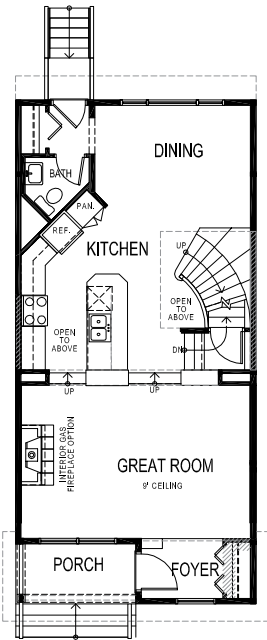 DINING
BATH
PAN.
REF.
KITCHEN
UP
OPEN
TO
ABOVE
OPEN
TO
ABOVE
DN
UP
UP
INTERIOR GAS
FIREPLACE OPTION
GREAT ROOM
9' CEILING
PORCH
FOYER